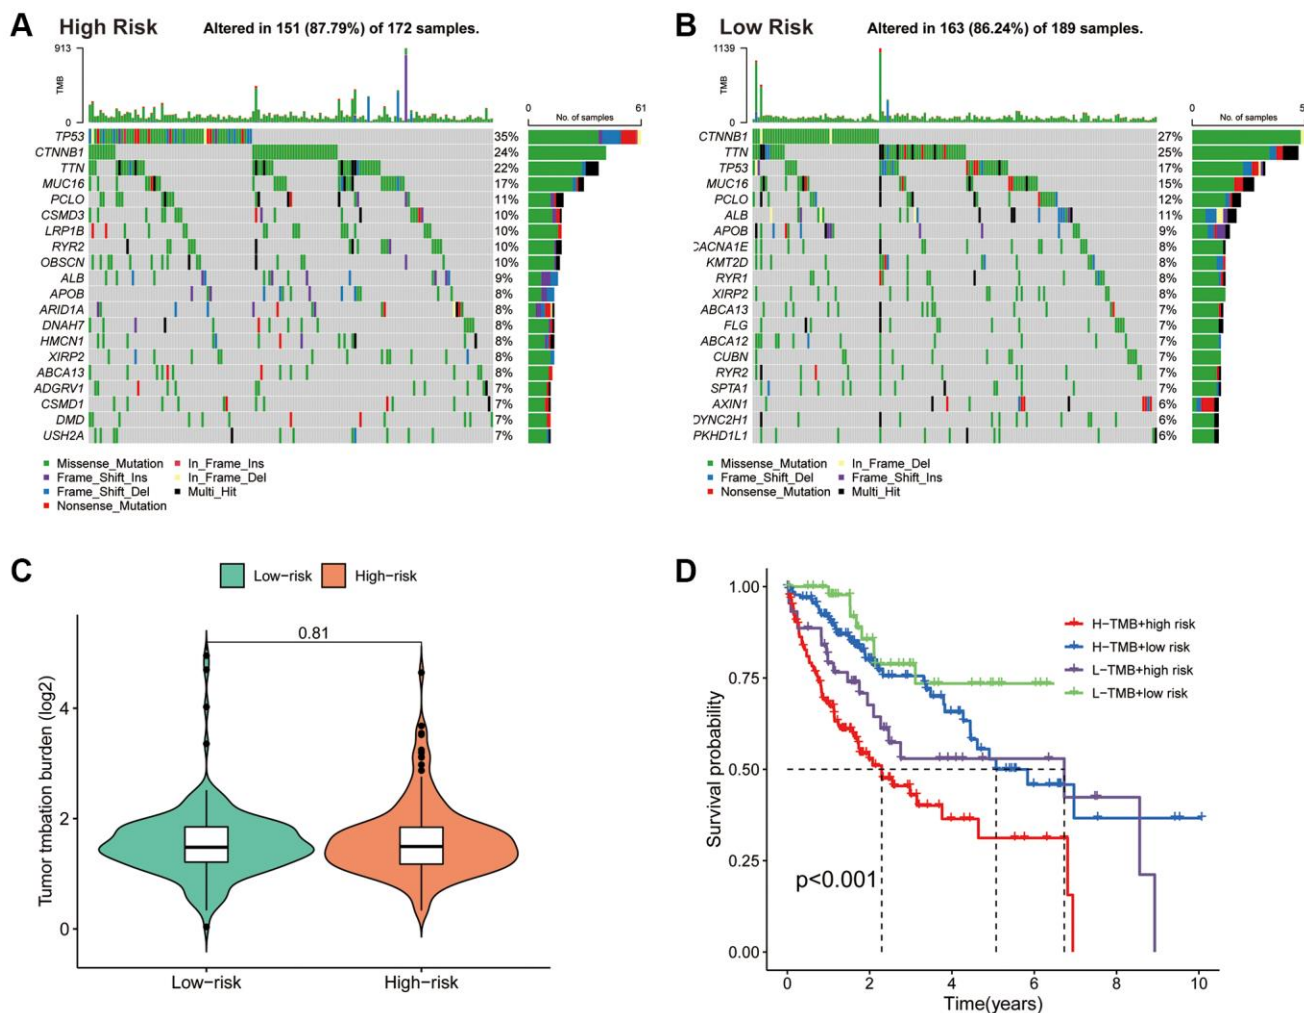 A High Risk Altered in 151 (87.79%) of 172 samples.
913
TMB
0
0 61
No. of samples
TP53 35%
CTNNB1 24%
TTN 22%
MUC16 17%
PCLO 11%
CSMD3 10%
LRP1B 10%
RYR2 10%
OBSCN 10%
ALB 9%
APOB 8%
ARID1A 8%
DNAH7 8%
HMCN1 8%
XIRP2 8%
ABCA13 8%
ADGRV1 7%
CSMD1 7%
DMD 7%
USH2A 7%
Missense_Mutation In_Frame_Ins
Frame_Shift_Ins In_Frame_Del
Frame_Shift_Del Multi_Hit
Nonsense_Mutation
B Low Risk Altered in 163 (86.24%) of 189 samples.
1139
TMB
0
0 5
No. of samples
CTNNB1 27%
TTN 25%
TP53 17%
MUC16 15%
PCLO 12%
ALB 11%
APOB 9%
CACNA1E 8%
KMT2D 8%
RYR1 8%
XIRP2 8%
ABCA13 7%
FLG 7%
ABCA12 7%
CUBN 7%
RYR2 7%
SPTA1 7%
AXIN1 6%
DYNC2H1 6%
PKHD1L1 6%
Missense_Mutation In_Frame_Del
Frame_Shift_Del Frame_Shift_Ins
Nonsense_Mutation Multi_Hit
C
Low-risk High-risk
0.81
Tumor tmbation burden (log2)
4
2
0
Low-risk High-risk
D
1.00
0.75
0.50
0.25
0.00
Survival probability
H-TMB+high risk
H-TMB+low risk
L-TMB+high risk
L-TMB+low risk
p<0.001
0 2 4 6 8 10
Time(years)